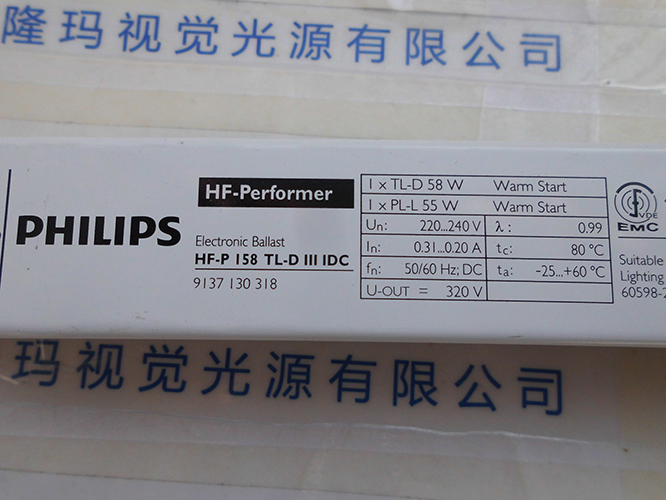 隆玛视觉光源有限公司
PHILIPS
HF-Performer
Electronic Ballast
HF-P 158 TL-D III IDC
9137 130 318
1 x TL-D 58 W Warm Start
1 x PL-L 55 W Warm Start
Un: 220...240 V λ: 0.99
In: 0.31...0.20 A tc: 80 °C
fn: 50/60 Hz; DC ta: -25...+60 °C
U-OUT = 320 V
VDE
EMC
Suitable
Lighting
60598-2
玛视觉光源有限公司